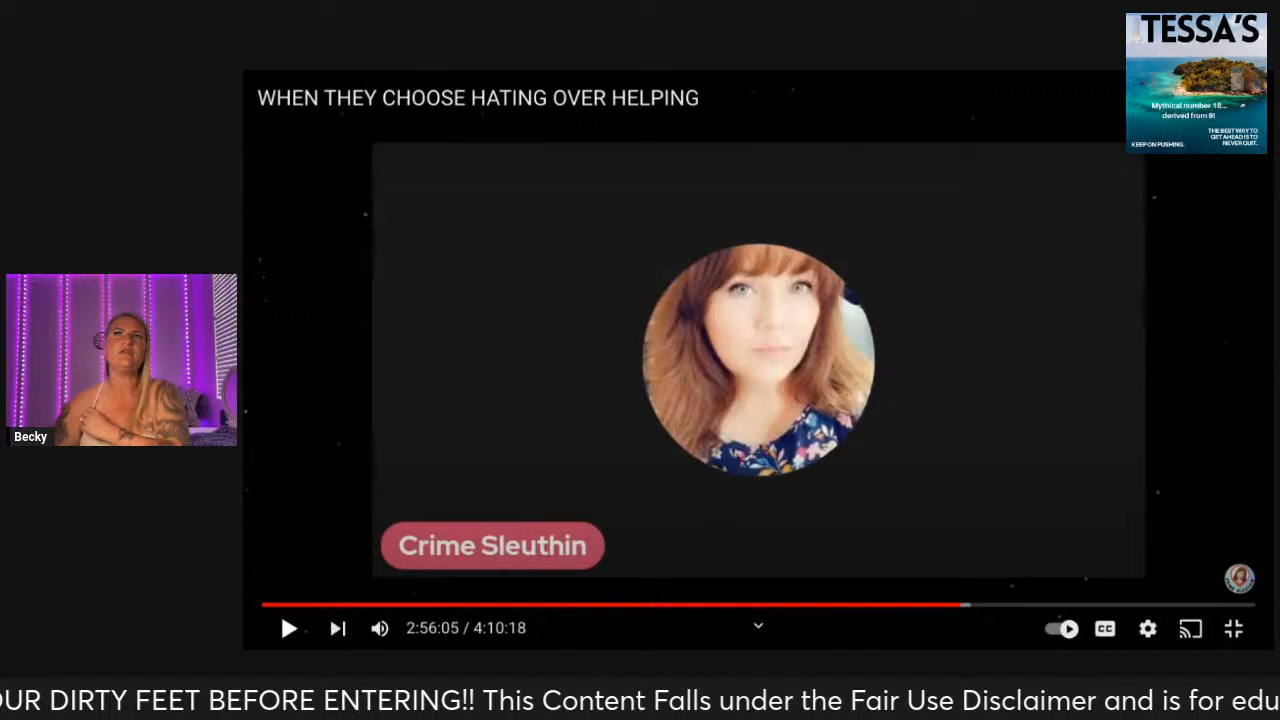 TESSA'S
Mythical number 18...
derived from 9!
THE BEST WAY TO
GET AHEAD IS TO
NEVER QUIT.
KEEP ON PUSHING.
WHEN THEY CHOOSE HATING OVER HELPING
Becky
Crime Sleuthin
2:56:05 / 4:10:18
CC
OUR DIRTY FEET BEFORE ENTERING!! This Content Falls under the Fair Use Disclaimer and is for edu